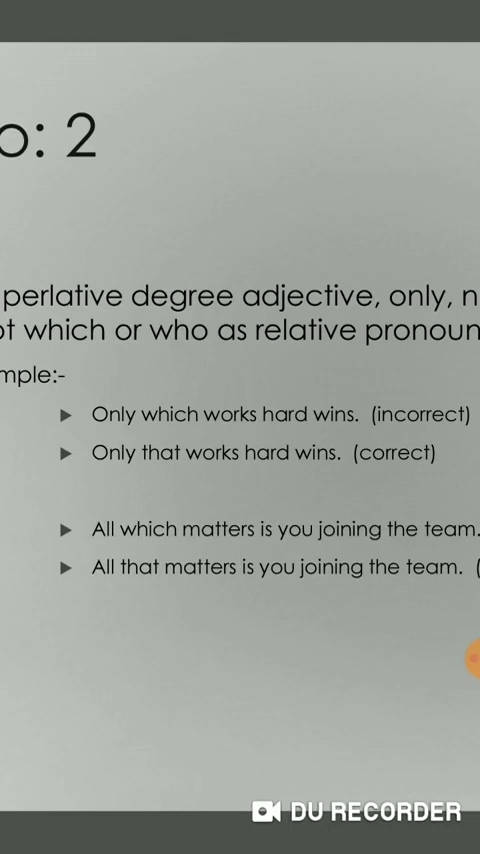 o: 2
perlative degree adjective, only, n
ot which or who as relative pronoun
mple:-
Only which works hard wins. (incorrect)
Only that works hard wins. (correct)
All which matters is you joining the team.
All that matters is you joining the team. (
DU RECORDER